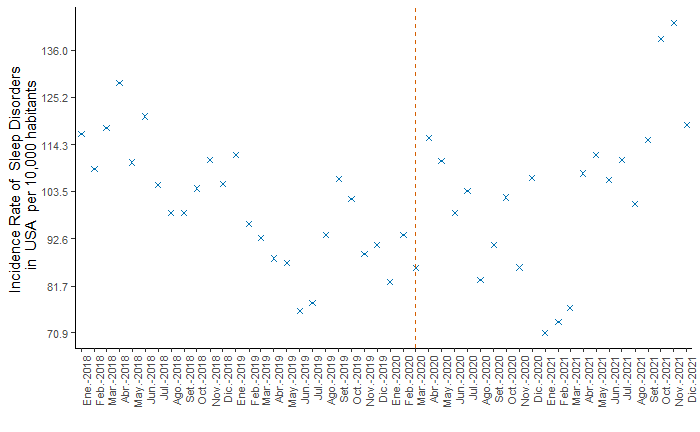 Incidence Rate of  Sleep Disorders
in  USA  per 10,000 habitants
136.0
125.2
114.3
103.5
92.6
81.7
70.9
Ene.-2018
Feb.-2018
Mar.-2018
Abr.-2018
May.-2018
Jun.-2018
Jul.-2018
Ago.-2018
Sep.-2018
Oct.-2018
Nov.-2018
Dic.-2018
Ene.-2019
Feb.-2019
Mar.-2019
Abr.-2019
May.-2019
Jun.-2019
Jul.-2019
Ago.-2019
Sep.-2019
Oct.-2019
Nov.-2019
Dic.-2019
Ene.-2020
Feb.-2020
Mar.-2020
Abr.-2020
May.-2020
Jun.-2020
Jul.-2020
Ago.-2020
Sep.-2020
Oct.-2020
Nov.-2020
Dic.-2020
Ene.-2021
Feb.-2021
Mar.-2021
Abr.-2021
May.-2021
Jun.-2021
Jul.-2021
Ago.-2021
Sep.-2021
Oct.-2021
Nov.-2021
Dic.-2021